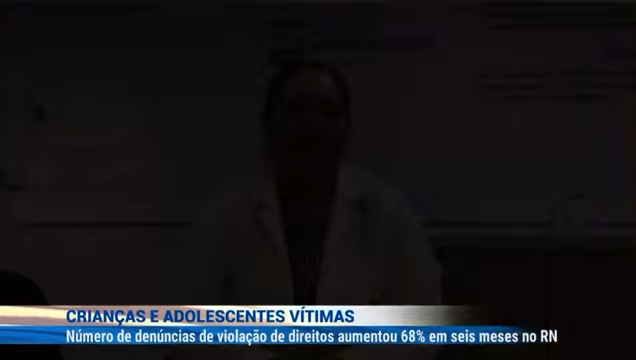 CRIANÇAS E ADOLESCENTES VÍTIMAS
Número de denúncias de violação de direitos aumentou 68% em seis meses no RN